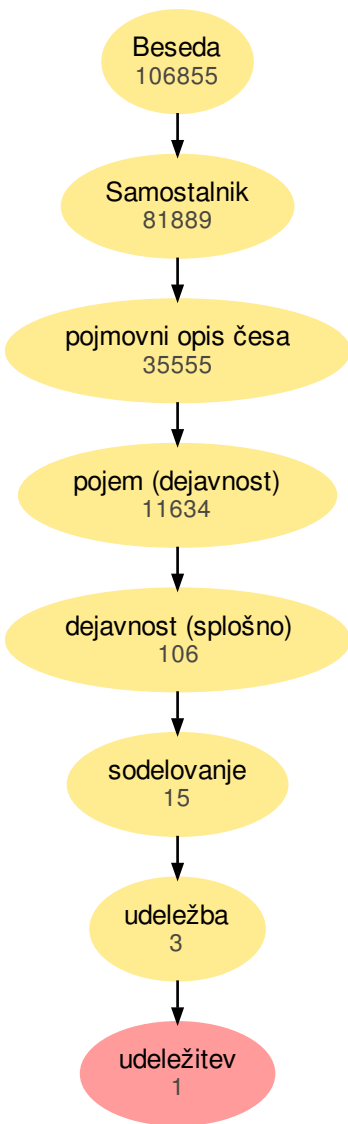 Beseda
106855
Samostalnik
81889
pojmovni opis česa
35555
pojem (dejavnost)
11634
dejavnost (splošno)
106
sodelovanje
15
udeležba
3
udeležitev
1